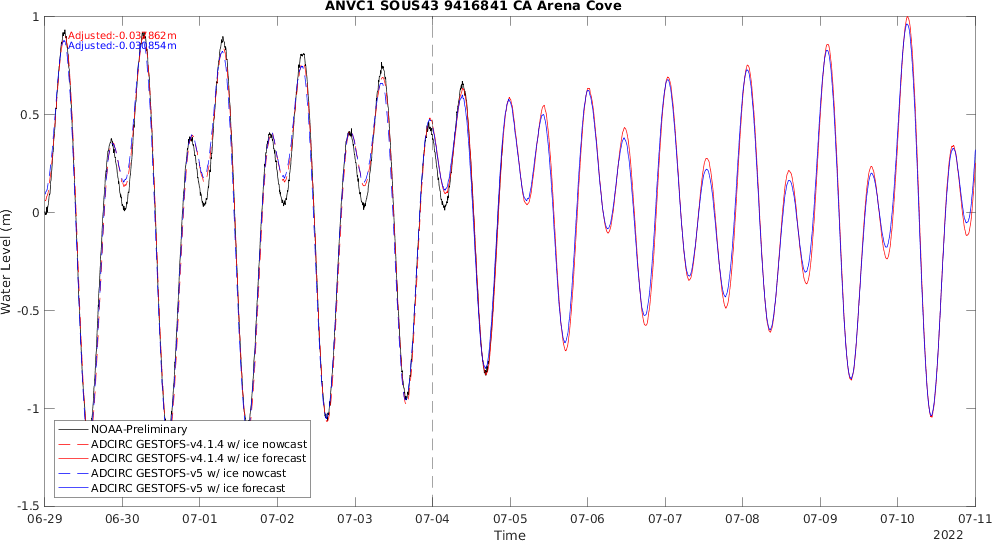 ANVC1 SOUS43 9416841 CA Arena Cove
Adjusted:-0.031862m
Adjusted:-0.030854m
Water Level (m)
1
0.5
0
-0.5
-1
-1.5
NOAA-Preliminary
ADCIRC GESTOFS-v4.1.4 w/ ice nowcast
ADCIRC GESTOFS-v4.1.4 w/ ice forecast
ADCIRC GESTOFS-v5 w/ ice nowcast
ADCIRC GESTOFS-v5 w/ ice forecast
06-29 06-30 07-01 07-02 07-03 07-04 07-05 07-06 07-07 07-08 07-09 07-10 07-11
Time
2022